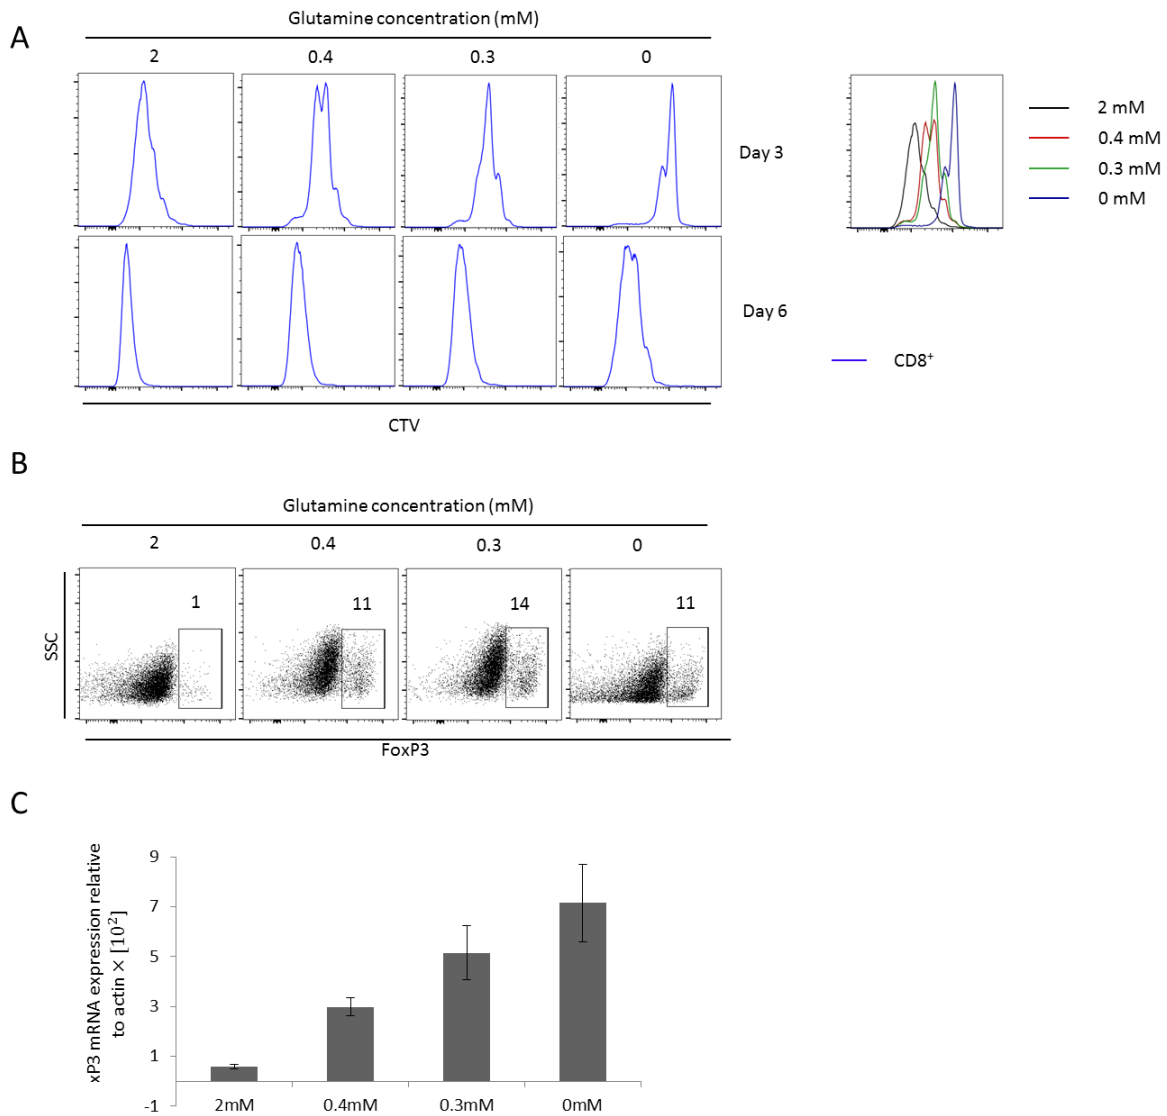 A
Glutamine concentration (mM)
2 0.4 0.3 0
Day 3
2 mM
0.4 mM
0.3 mM
0 mM
Day 6
CD8⁺
CTV
B
Glutamine concentration (mM)
2 0.4 0.3 0
1 11 14 11
SSC
FoxP3
C
xP3 mRNA expression relative
to actin × [10²]
9
7
5
3
1
-1
2mM 0.4mM 0.3mM 0mM